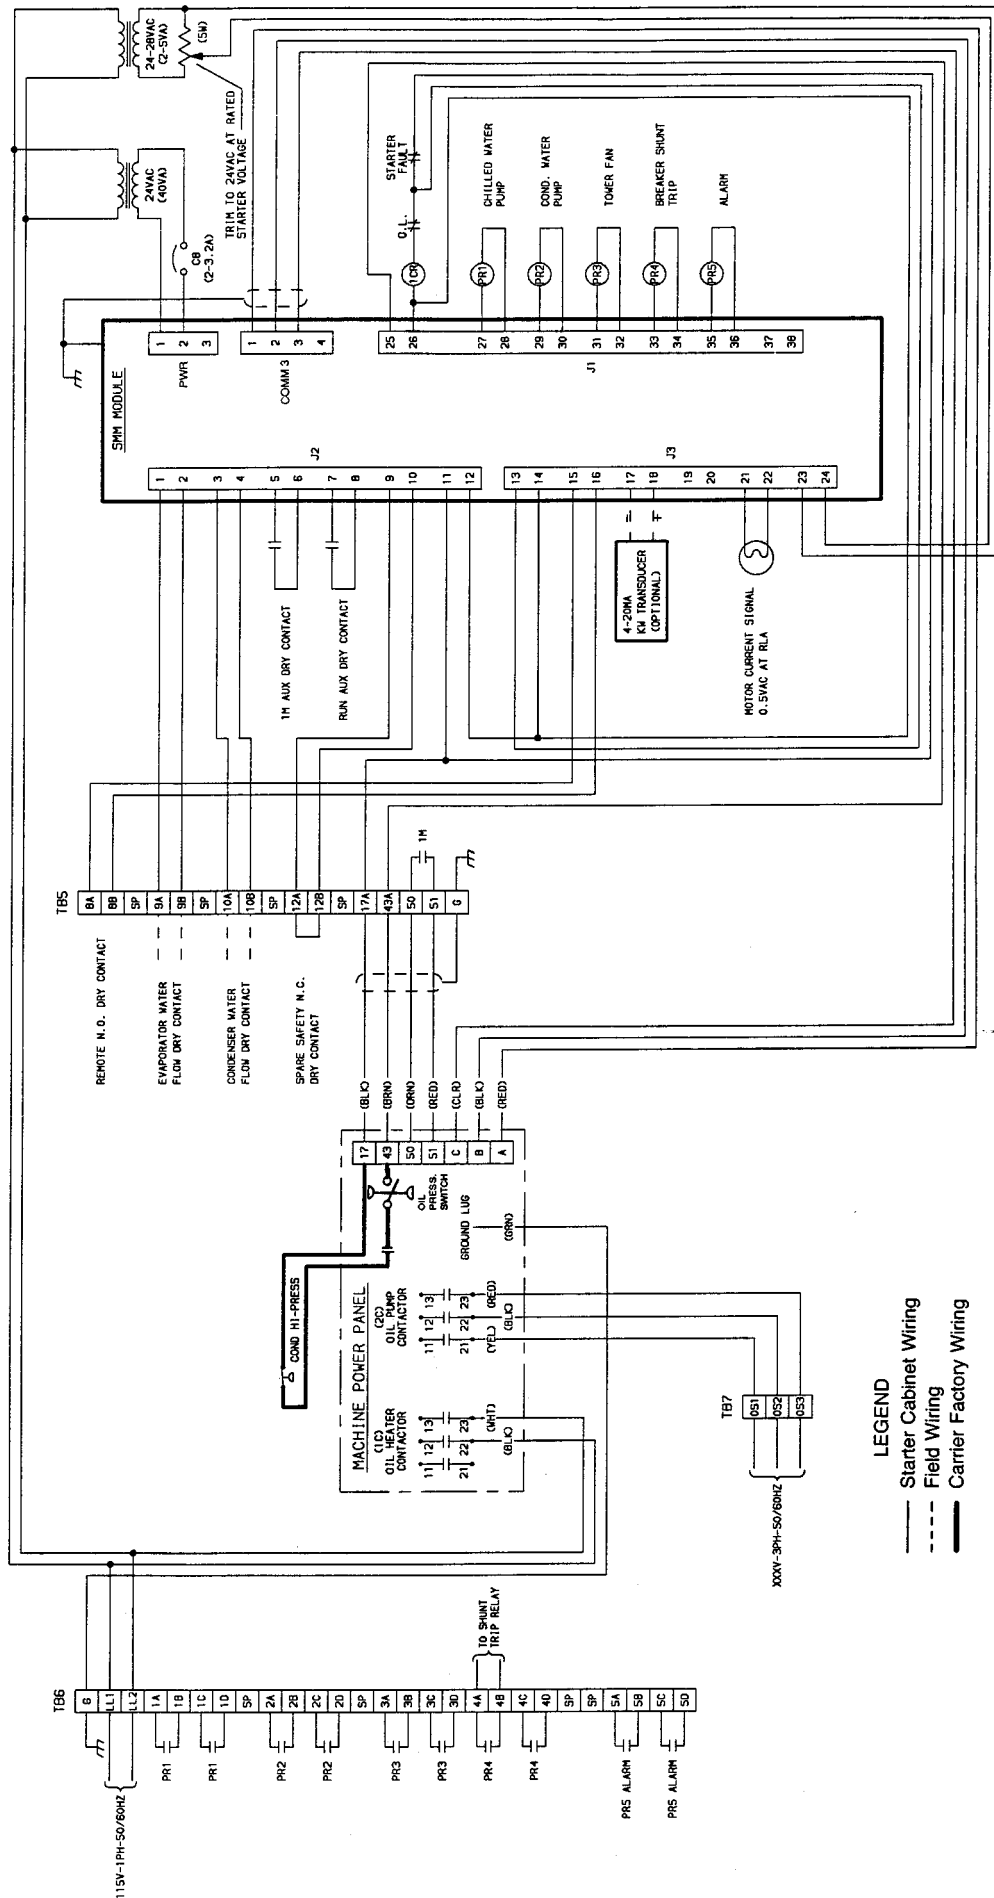 24-28VAC
(2-5VA)
(5W)
24VAC
(40VA)
TRIM TO 24VAC AT RATED
STARTER VOLTAGE
CB
(2-3.2A)
STARTER
FAULT
O.L.
1CR
PR1
CHILLED WATER
PUMP
PR2
COND. WATER
PUMP
PR3
TOWER FAN
PR4
BREAKER SHUNT
TRIP
PR5
ALARM
SMM MODULE
1
2
3
PWR
1
2
3
4
COMM 3
25
26
27
28
29
30
31
32
33
34
35
36
37
38
J1
J2
1
2
3
4
5
6
7
8
9
10
11
12
J3
13
14
15
16
17
18
19
20
21
22
23
24
1M AUX DRY CONTACT
RUN AUX DRY CONTACT
4-20MA
KW TRANSDUCER
(OPTIONAL)
-
+
MOTOR CURRENT SIGNAL
0.5VAC AT RLA
TB5
8A
8B
SP
9A
9B
SP
10A
10B
SP
12A
12B
SP
17A
43A
50
51
G
1M
REMOTE N.O. DRY CONTACT
EVAPORATOR WATER
FLOW DRY CONTACT
CONDENSER WATER
FLOW DRY CONTACT
SPARE SAFETY N.C.
DRY CONTACT
(BLK)
(BRN)
(ORN)
(RED)
(CLR)
(BLK)
(RED)
17
43
50
51
C
B
A
OIL
PRESS.
SWITCH
COND HI-PRESS
MACHINE POWER PANEL
GROUND LUG
(GRN)
(1C)
OIL HEATER
CONTACTOR
11
12
13
21
22
23
(WHT)
(BLK)
(2C)
OIL PUMP
CONTACTOR
11
12
13
21
22
23
(YEL)
(BLK)
(RED)
TB7
OS1
OS2
OS3
XXXV-3PH-50/60HZ
TB6
G
LL1
LL2
1A
1B
1C
1D
SP
2A
2B
2C
2D
SP
3A
3B
3C
3D
4A
4B
4C
4D
SP
SP
5A
5B
5C
5D
TO SHUNT
TRIP RELAY
115V-1PH-50/60HZ
PR1
PR1
PR2
PR2
PR3
PR3
PR4
PR4
PR5 ALARM
PR5 ALARM
LEGEND
Starter Cabinet Wiring
Field Wiring
Carrier Factory Wiring